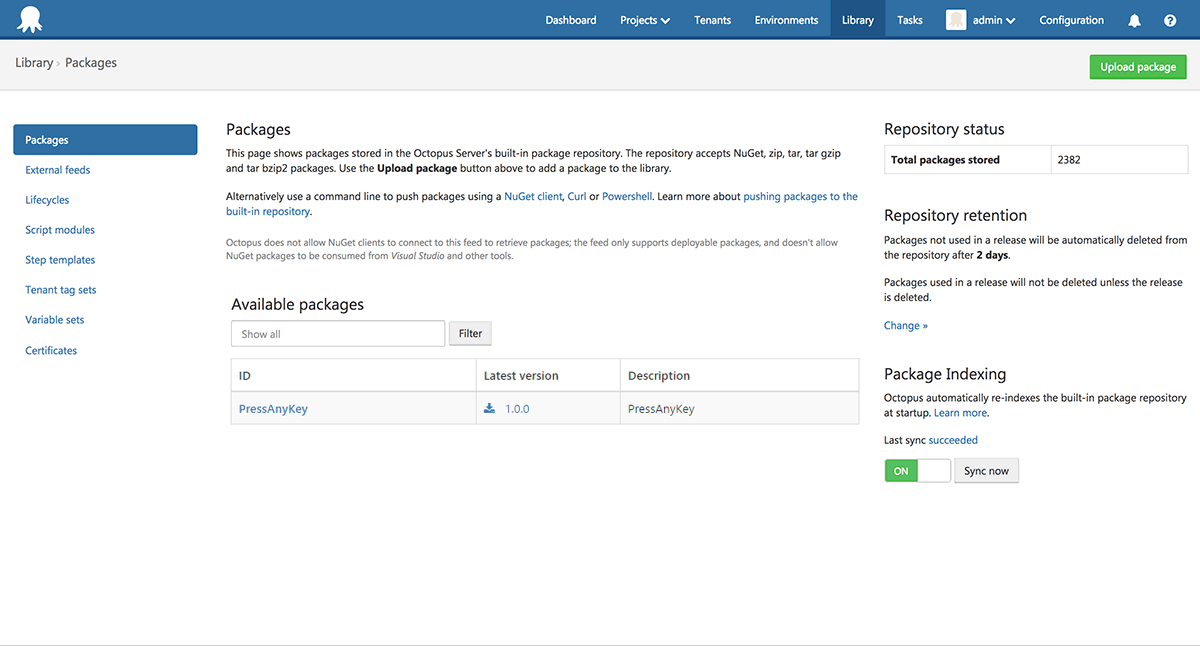 Dashboard Projects Tenants Environments Library Tasks admin Configuration
Library › Packages
Upload package
Packages
External feeds
Lifecycles
Script modules
Step templates
Tenant tag sets
Variable sets
Certificates
Packages
This page shows packages stored in the Octopus Server's built-in package repository. The repository accepts NuGet, zip, tar, tar gzip
and tar bzip2 packages. Use the Upload package button above to add a package to the library.
Alternatively use a command line to push packages using a NuGet client, Curl or Powershell. Learn more about pushing packages to the
built-in repository.
Octopus does not allow NuGet clients to connect to this feed to retrieve packages; the feed only supports deployable packages, and doesn't allow
NuGet packages to be consumed from Visual Studio and other tools.
Available packages
Show all Filter
ID Latest version Description
PressAnyKey 1.0.0 PressAnyKey
Repository status
Total packages stored 2382
Repository retention
Packages not used in a release will be automatically deleted from
the repository after 2 days.
Packages used in a release will not be deleted unless the release
is deleted.
Change »
Package Indexing
Octopus automatically re-indexes the built-in package repository
at startup. Learn more.
Last sync succeeded
ON Sync now